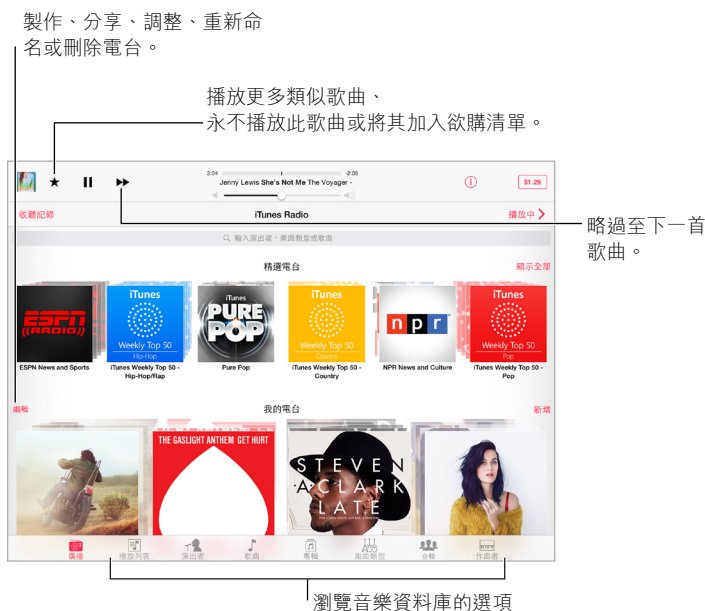 製作、分享、調整、重新命
名或刪除電台。
播放更多類似歌曲、
永不播放此歌曲或將其加入欲購清單。
2:04
-2:05
Jenny Lewis She's Not Me The Voyager -
$1.29
收聽記錄
iTunes Radio
播放中
略過至下一首
歌曲。
輸入演出者、樂曲類型或歌曲
精選電台
顯示全部
ESPN
((RADIO))
iTunes
Weekly Top 50
Hip-Hop
iTunes
PURE
POP
iTunes
Weekly Top 50
Country
npr
iTunes
Weekly Top 50
Pop
ESPN News and Sports
iTunes Weekly Top 50 -
Hip-Hop/Rap
Pure Pop
iTunes Weekly Top 50 -
Country
NPR News and Culture
iTunes Weekly Top 50 -
Pop
編輯
我的電台
新增
THE GASLIGHT ANTHEM GET HURT
STEVEN
A CLARK
LATE
廣播
播放列表
演出者
歌曲
專輯
樂曲類型
合輯
作曲者
瀏覽音樂資料庫的選項